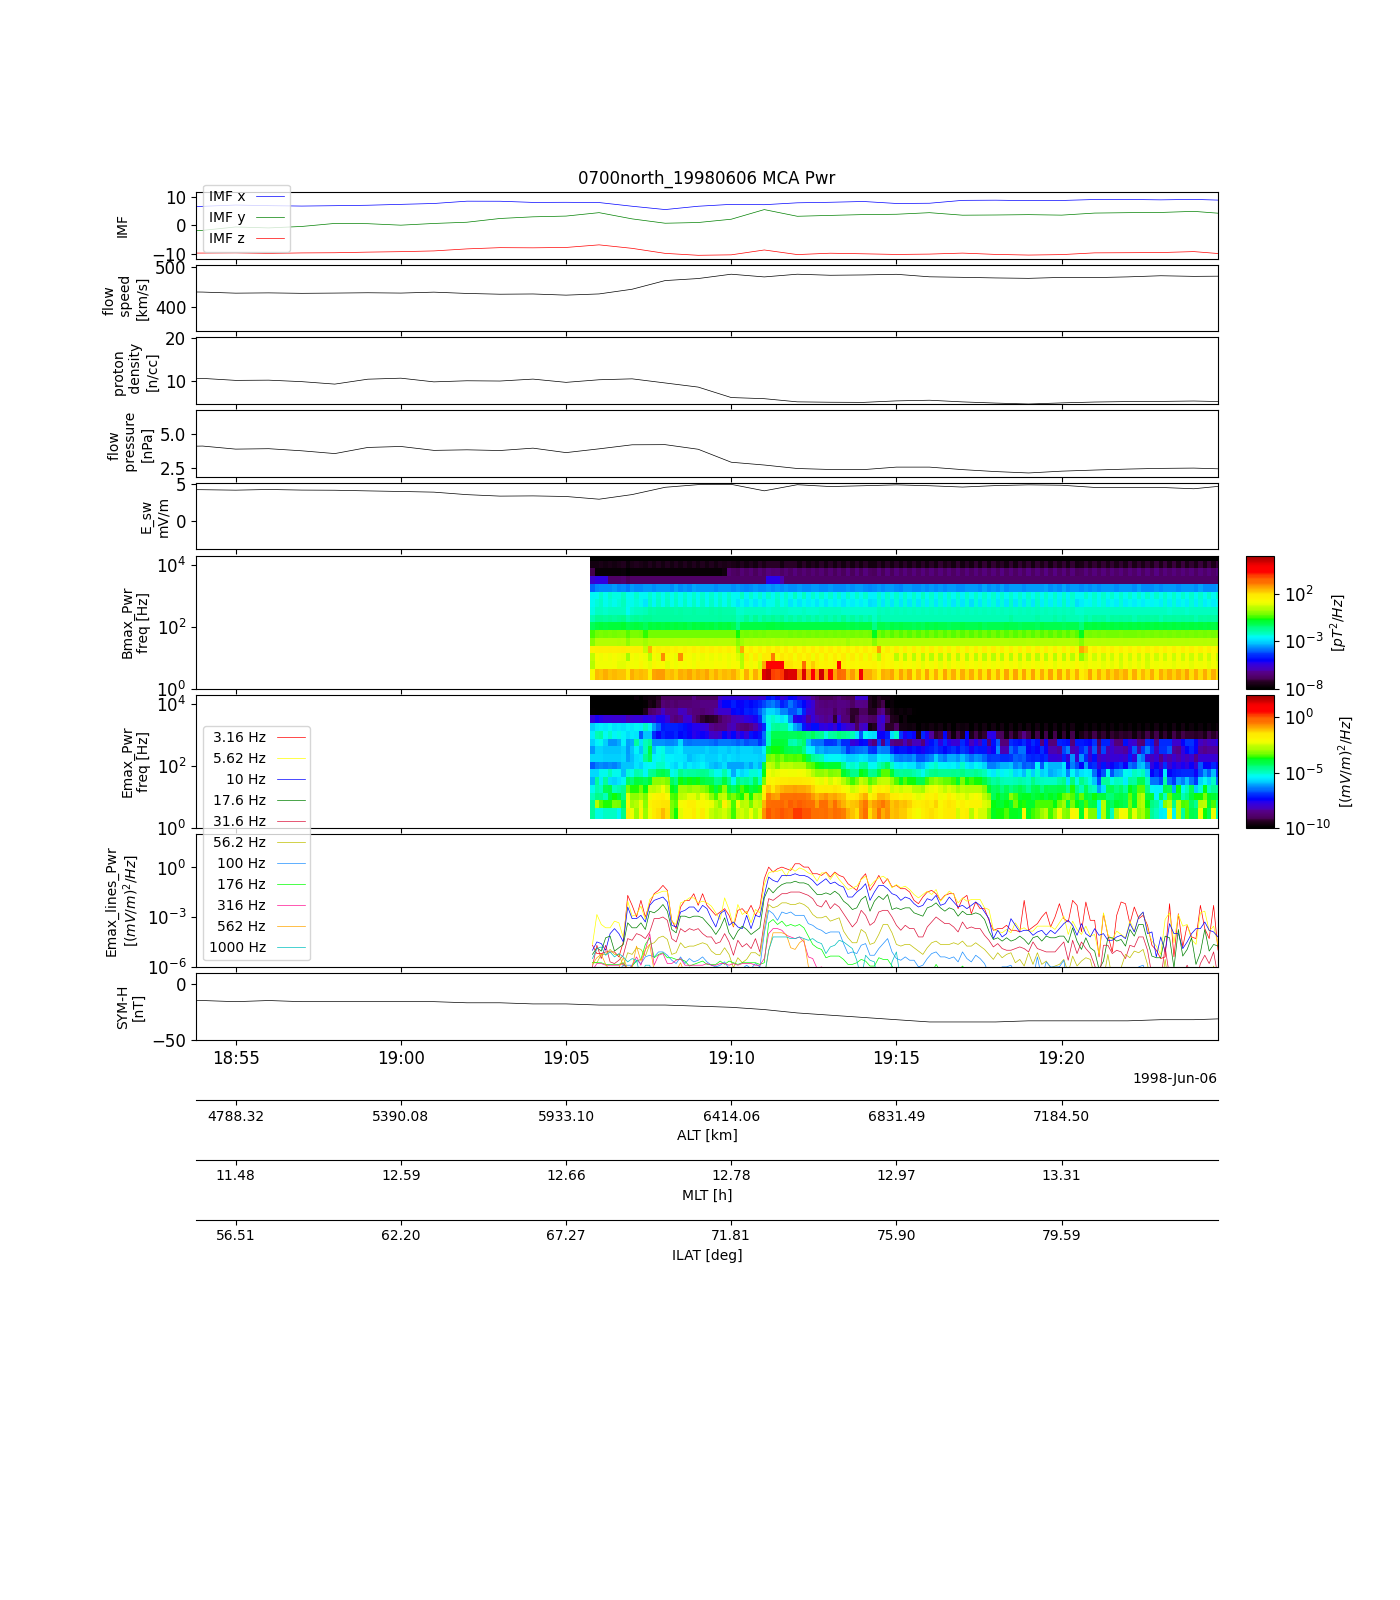 0700north_19980606 MCA Pwr
IMF
10
0
−10
IMF x
IMF y
IMF z
flow
speed
[km/s]
500
400
proton
density
[n/cc]
20
10
flow
pressure
[nPa]
5.0
2.5
E_sw
mV/m
5
0
Bmax_Pwr
freq [Hz]
10^4
10^2
10^0
10^2
10^−3
10^−8
[pT^2/Hz]
Emax_Pwr
freq [Hz]
10^4
10^2
10^0
10^0
10^−5
10^−10
[(mV/m)^2/Hz]
3.16 Hz
5.62 Hz
10 Hz
17.6 Hz
31.6 Hz
56.2 Hz
100 Hz
176 Hz
316 Hz
562 Hz
1000 Hz
Emax_lines_Pwr
[(mV/m)^2/Hz]
10^0
10^−3
10^−6
SYM-H
[nT]
0
−50
18:55 19:00 19:05 19:10 19:15 19:20
1998-Jun-06
4788.32 5390.08 5933.10 6414.06 6831.49 7184.50
ALT [km]
11.48 12.59 12.66 12.78 12.97 13.31
MLT [h]
56.51 62.20 67.27 71.81 75.90 79.59
ILAT [deg]